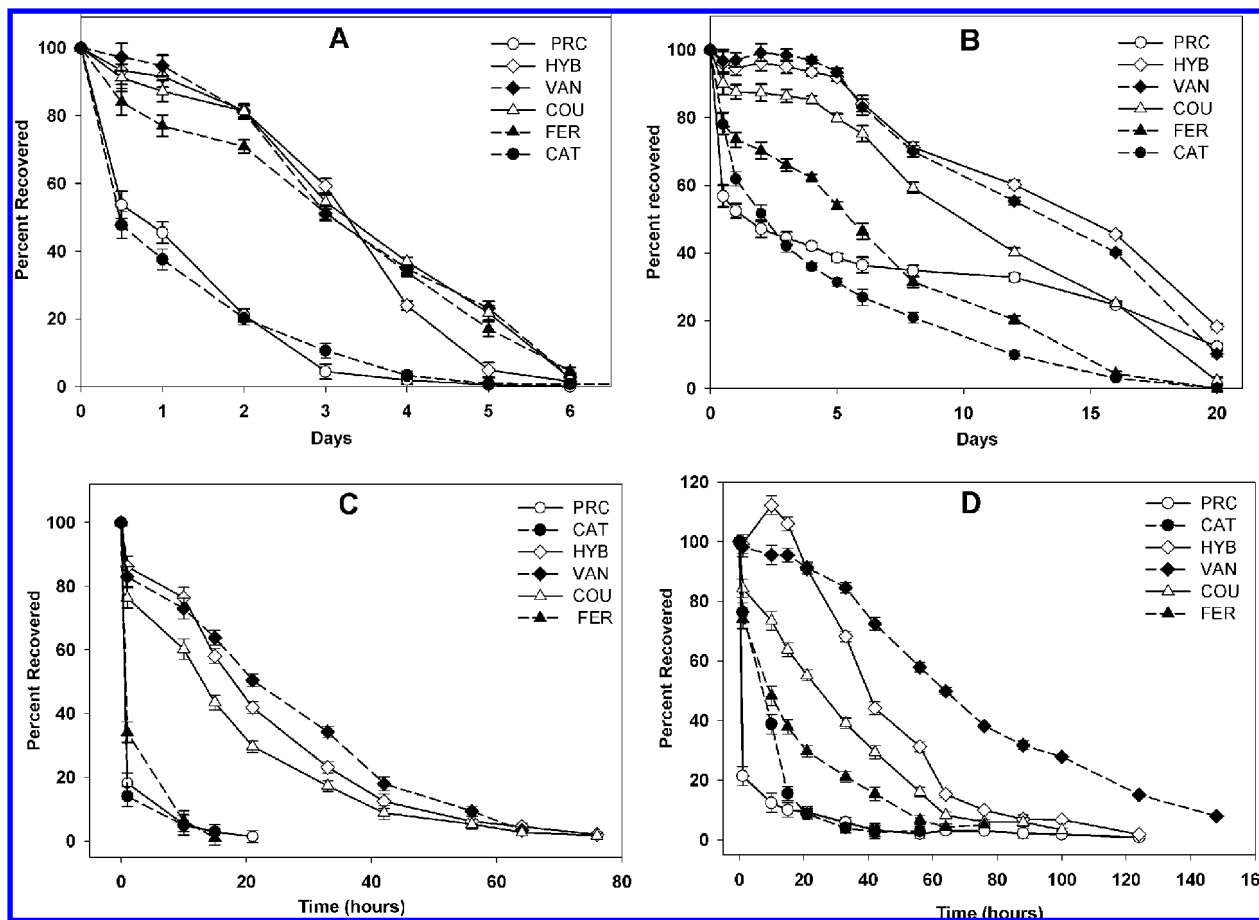 A
Percent Recovered
100
80
60
40
20
0
0 1 2 3 4 5 6
Days
PRC
HYB
VAN
COU
FER
CAT
B
Percent recovered
100
80
60
40
20
0
0 5 10 15 20
Days
PRC
HYB
VAN
COU
FER
CAT
C
Percent Recovered
100
80
60
40
20
0
0 20 40 60 80
Time (hours)
PRC
CAT
HYB
VAN
COU
FER
D
Percent Recovered
120
100
80
60
40
20
0
0 20 40 60 80 100 120 140 16
Time (hours)
PRC
CAT
HYB
VAN
COU
FER